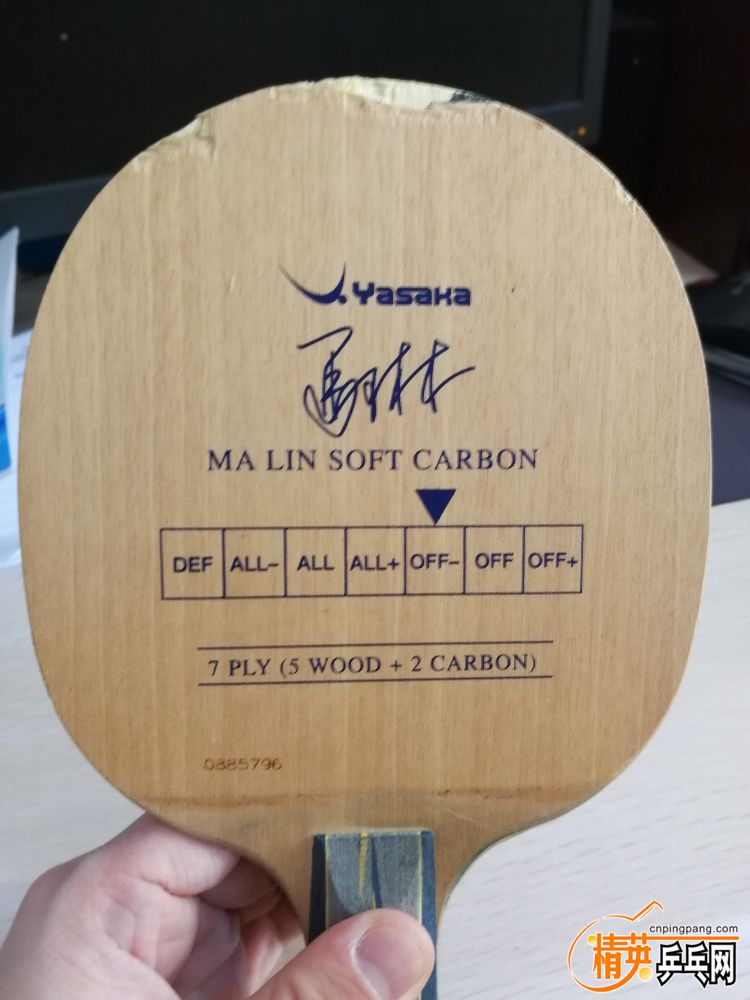 Yasaka
馬林
MA LIN SOFT CARBON
DEF ALL- ALL ALL+ OFF- OFF OFF+
7 PLY (5 WOOD + 2 CARBON)
0885796
cnpingpang.com
精英乒乓网